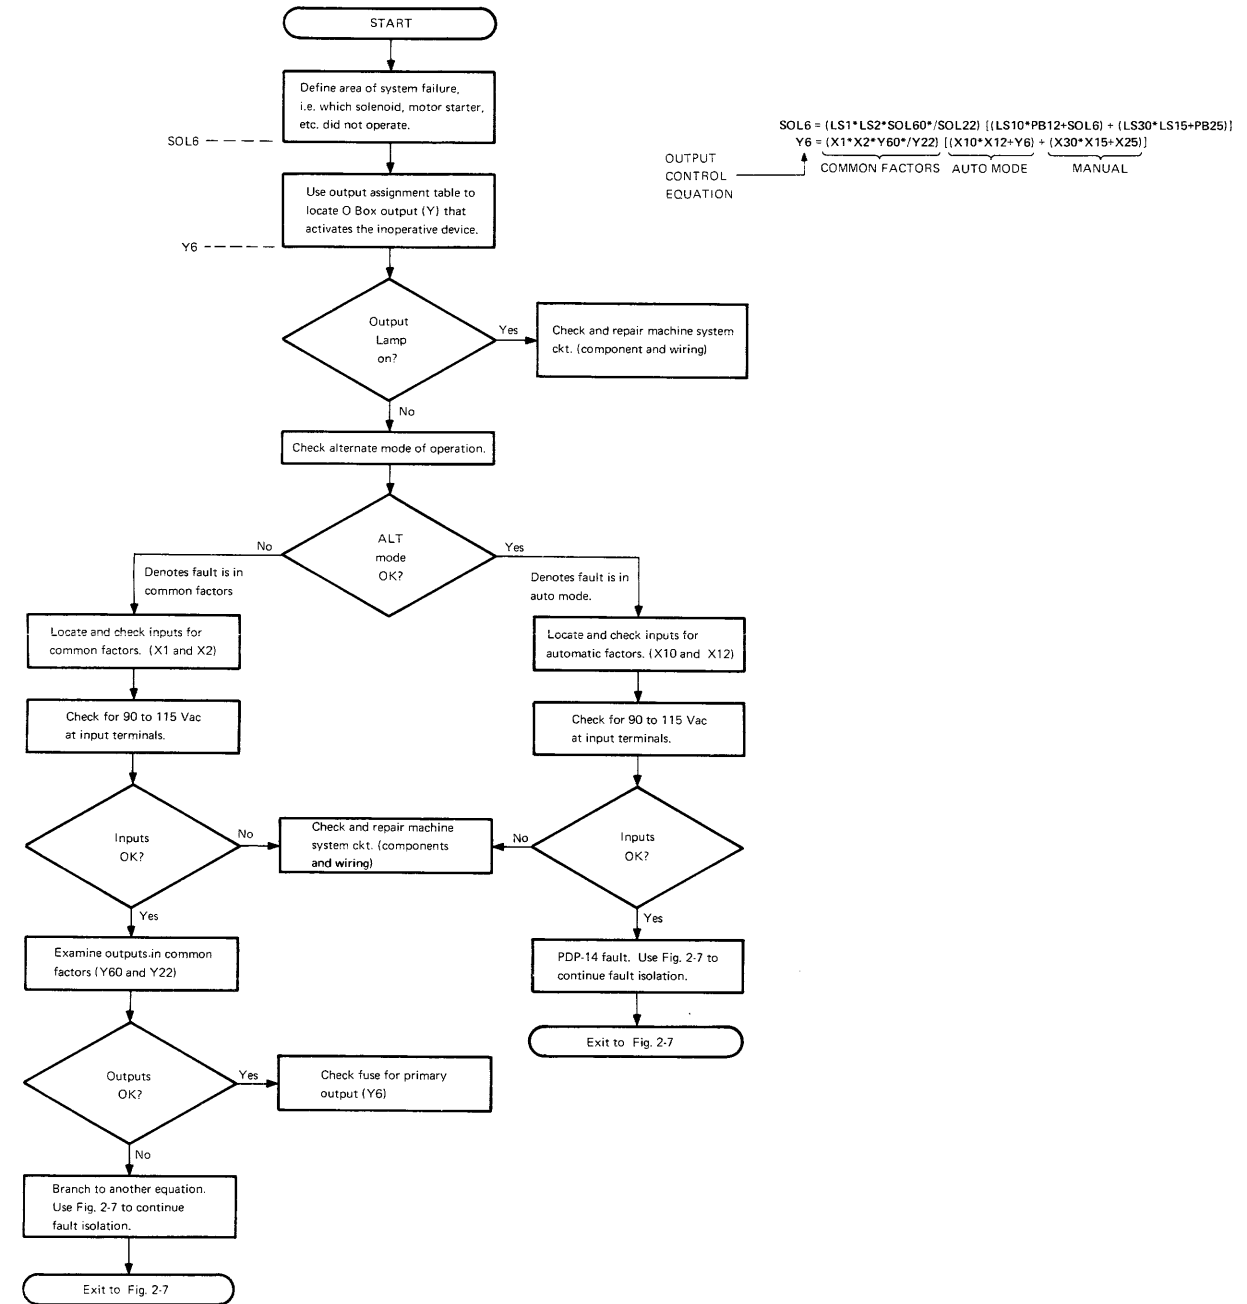 START
Define area of system failure,
i.e. which solenoid, motor starter,
etc. did not operate.
SOL6
SOL6 = (LS1*LS2*SOL60*/SOL22) [(LS10*PB12+SOL6) + (LS30*LS15+PB25)]
Y6 = (X1*X2*Y60*/Y22) [(X10*X12+Y6) + (X30*X15+X25)]
OUTPUT
CONTROL
EQUATION
COMMON FACTORS
AUTO MODE
MANUAL
Use output assignment table to
locate O Box output (Y) that
activates the inoperative device.
Y6
Output
Lamp
on?
Yes
Check and repair machine system
ckt. (component and wiring)
No
Check alternate mode of operation.
ALT
mode
OK?
No
Yes
Denotes fault is in
common factors
Denotes fault is in
auto mode.
Locate and check inputs for
common factors. (X1 and X2)
Locate and check inputs for
automatic factors. (X10 and X12)
Check for 90 to 115 Vac
at input terminals.
Check for 90 to 115 Vac
at input terminals.
Inputs
OK?
No
Check and repair machine
system ckt. (components
and wiring)
No
Inputs
OK?
Yes
Yes
Examine outputs.in common
factors (Y60 and Y22)
PDP-14 fault. Use Fig. 2-7 to
continue fault isolation.
Exit to Fig. 2-7
Outputs
OK?
Yes
Check fuse for primary
output (Y6)
No
Branch to another equation.
Use Fig. 2-7 to continue
fault isolation.
Exit to Fig. 2-7